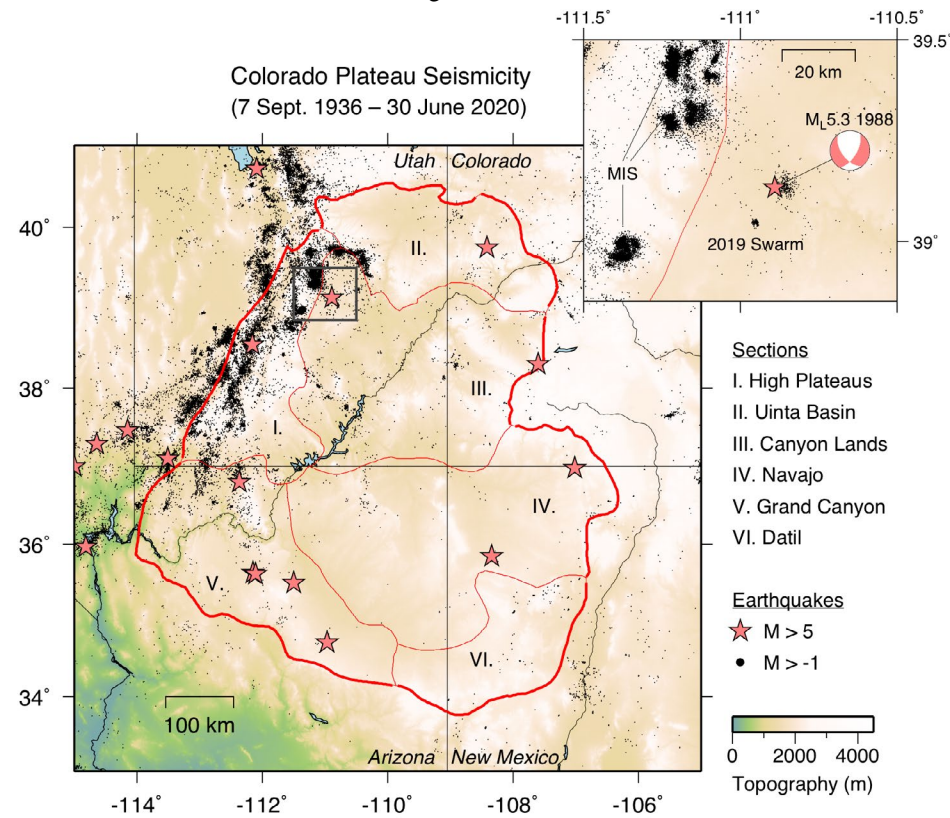 Colorado Plateau Seismicity
(7 Sept. 1936 – 30 June 2020)
-111.5˚ -111˚ -110.5˚
39.5˚
20 km
M_L5.3 1988
MIS
2019 Swarm
39˚
Utah Colorado
40˚
38˚
36˚
34˚
II.
III.
I.
IV.
V.
VI.
100 km
Arizona New Mexico
-114˚ -112˚ -110˚ -108˚ -106˚
Sections
I. High Plateaus
II. Uinta Basin
III. Canyon Lands
IV. Navajo
V. Grand Canyon
VI. Datil
Earthquakes
M > 5
M > -1
0 2000 4000
Topography (m)